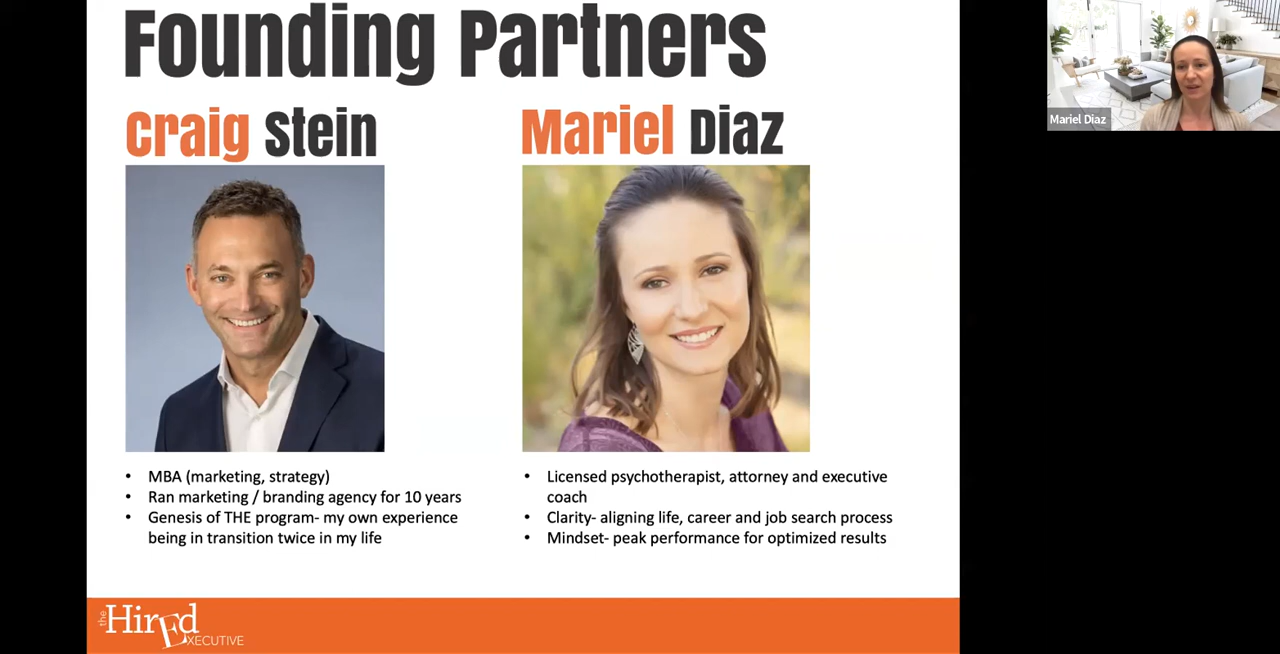 Founding Partners
Craig Stein
Mariel Diaz
Mariel Diaz
• MBA (marketing, strategy)
• Ran marketing / branding agency for 10 years
• Genesis of THE program- my own experience
being in transition twice in my life
• Licensed psychotherapist, attorney and executive
coach
• Clarity- aligning life, career and job search process
• Mindset- peak performance for optimized results
the HirEd
EXECUTIVE